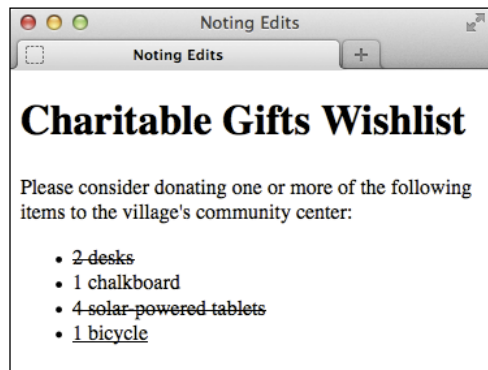 Noting Edits
Noting Edits
Charitable Gifts Wishlist
Please consider donating one or more of the following
items to the village's community center:
2 desks
1 chalkboard
4 solar-powered tablets
1 bicycle